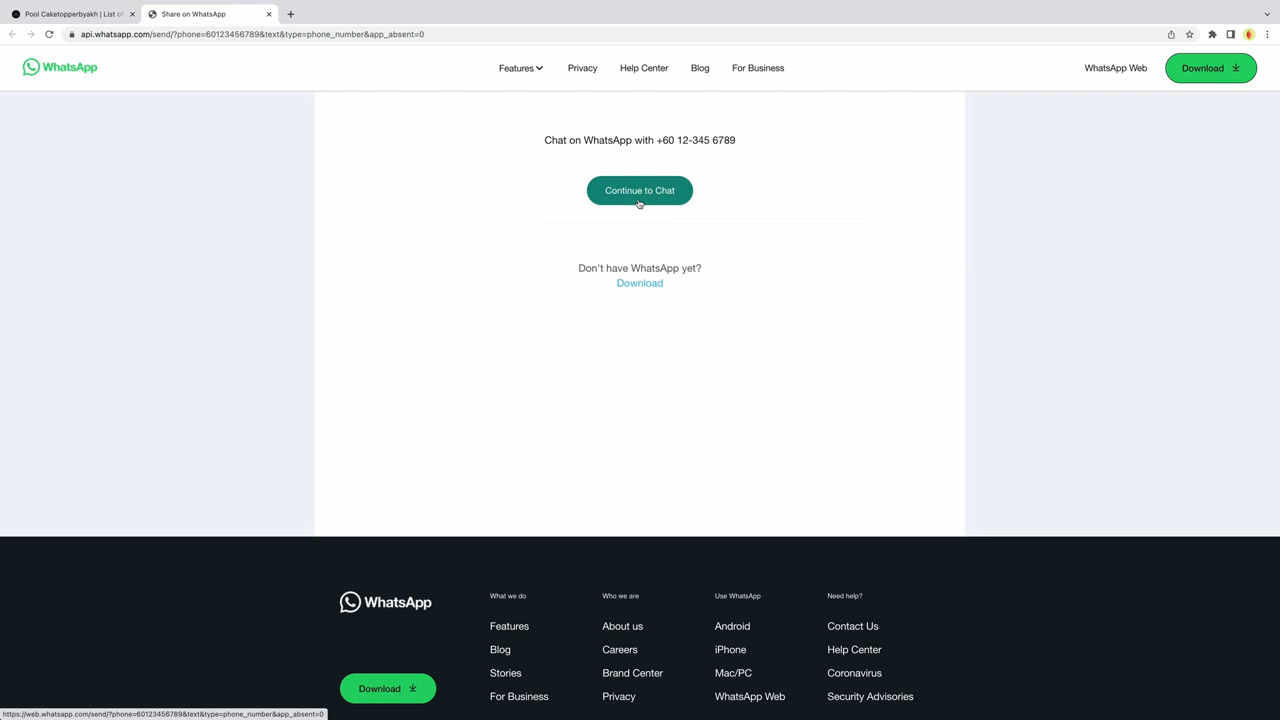 Pool Caketopperbyakh | List of
Share on WhatsApp
api.whatsapp.com/send/?phone=60123456789&text&type=phone_number&app_absent=0
WhatsApp
Features
Privacy
Help Center
Blog
For Business
WhatsApp Web
Download
Chat on WhatsApp with +60 12-345 6789
Continue to Chat
Don't have WhatsApp yet?
Download
WhatsApp
Download
What we do
Features
Blog
Stories
For Business
Who we are
About us
Careers
Brand Center
Privacy
Use WhatsApp
Android
iPhone
Mac/PC
WhatsApp Web
Need help?
Contact Us
Help Center
Coronavirus
Security Advisories
https://web.whatsapp.com/send/?phone=60123456789&text&type=phone_number&app_absent=0